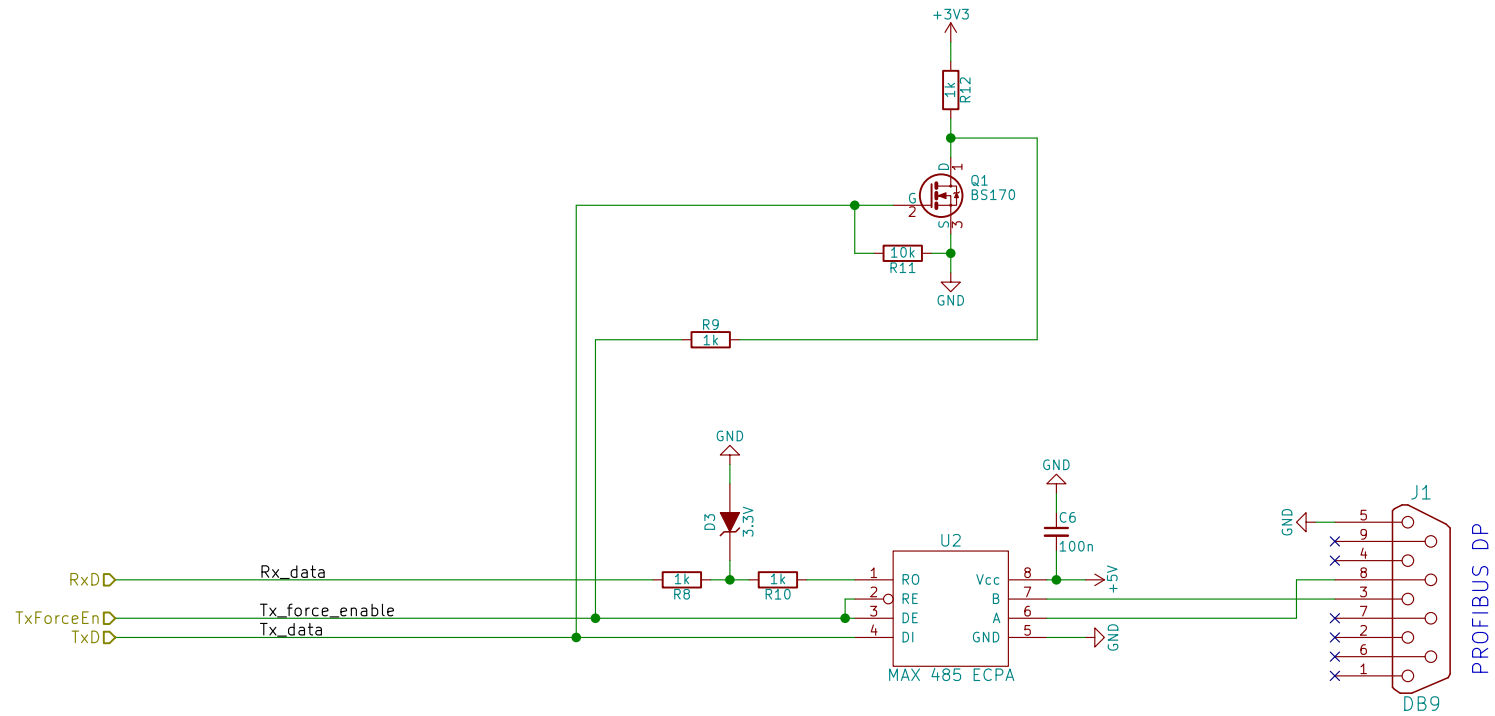 +3V3
1k
R12
D
1
Q1
BS170
G
2
S
3
10k
R11
GND
R9
1k
GND
D3
3.3V
GND
C6
100n
U2
J1
GND
5
9
4
8
3
7
2
6
1
PROFIBUS DP
DB9
RxD
Rx_data
1k
R8
1k
R10
1
RO
Vcc
8
+5V
2
RE
B
7
TxForceEn
Tx_force_enable
3
DE
A
6
TxD
Tx_data
4
DI
GND
5
GND
MAX 485 ECPA